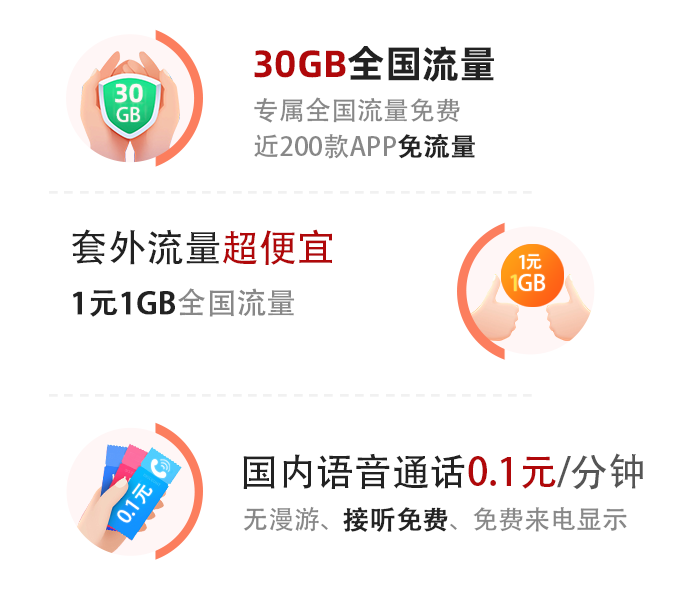 30
GB
30GB全国流量
专属全国流量免费
近200款APP免流量
套外流量超便宜
1元1GB全国流量
1元
1GB
0.1元
国内语音通话0.1元/分钟
无漫游、接听免费、免费来电显示